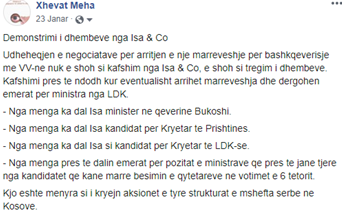 Xhevat Meha
23 Janar ·
Demonstrimi i dhembeve nga Isa & Co
Udheheqjen e negociatave per arritjen e nje marreveshje per bashkqeverisje
me VV-ne nuk e shoh si kafshim nga Isa & Co, e shoh si tregim i dhembeve.
Kafshimi pres te ndodh kur eventualisht arrihet marreveshja dhe dergohen
emerat per ministra nga LDK.
- Nga menga ka dal Isa minister ne qeverine Bukoshi.
- Nga menga ka dal Isa kandidat per Kryetar te Prishtines.
- Nga menga ka dal Isa si kandidat per Kryetar te LDK-se.
- Nga menga pres te dalin emerat per pozitat e ministrave qe pres te jane tjere
nga kandidatet qe kane marre besimin e qytetareve ne votimet e 6 tetorit.
Kjo eshte menyra si i kryejn aksionet e tyre strukturat e mshefta serbe ne
Kosove.